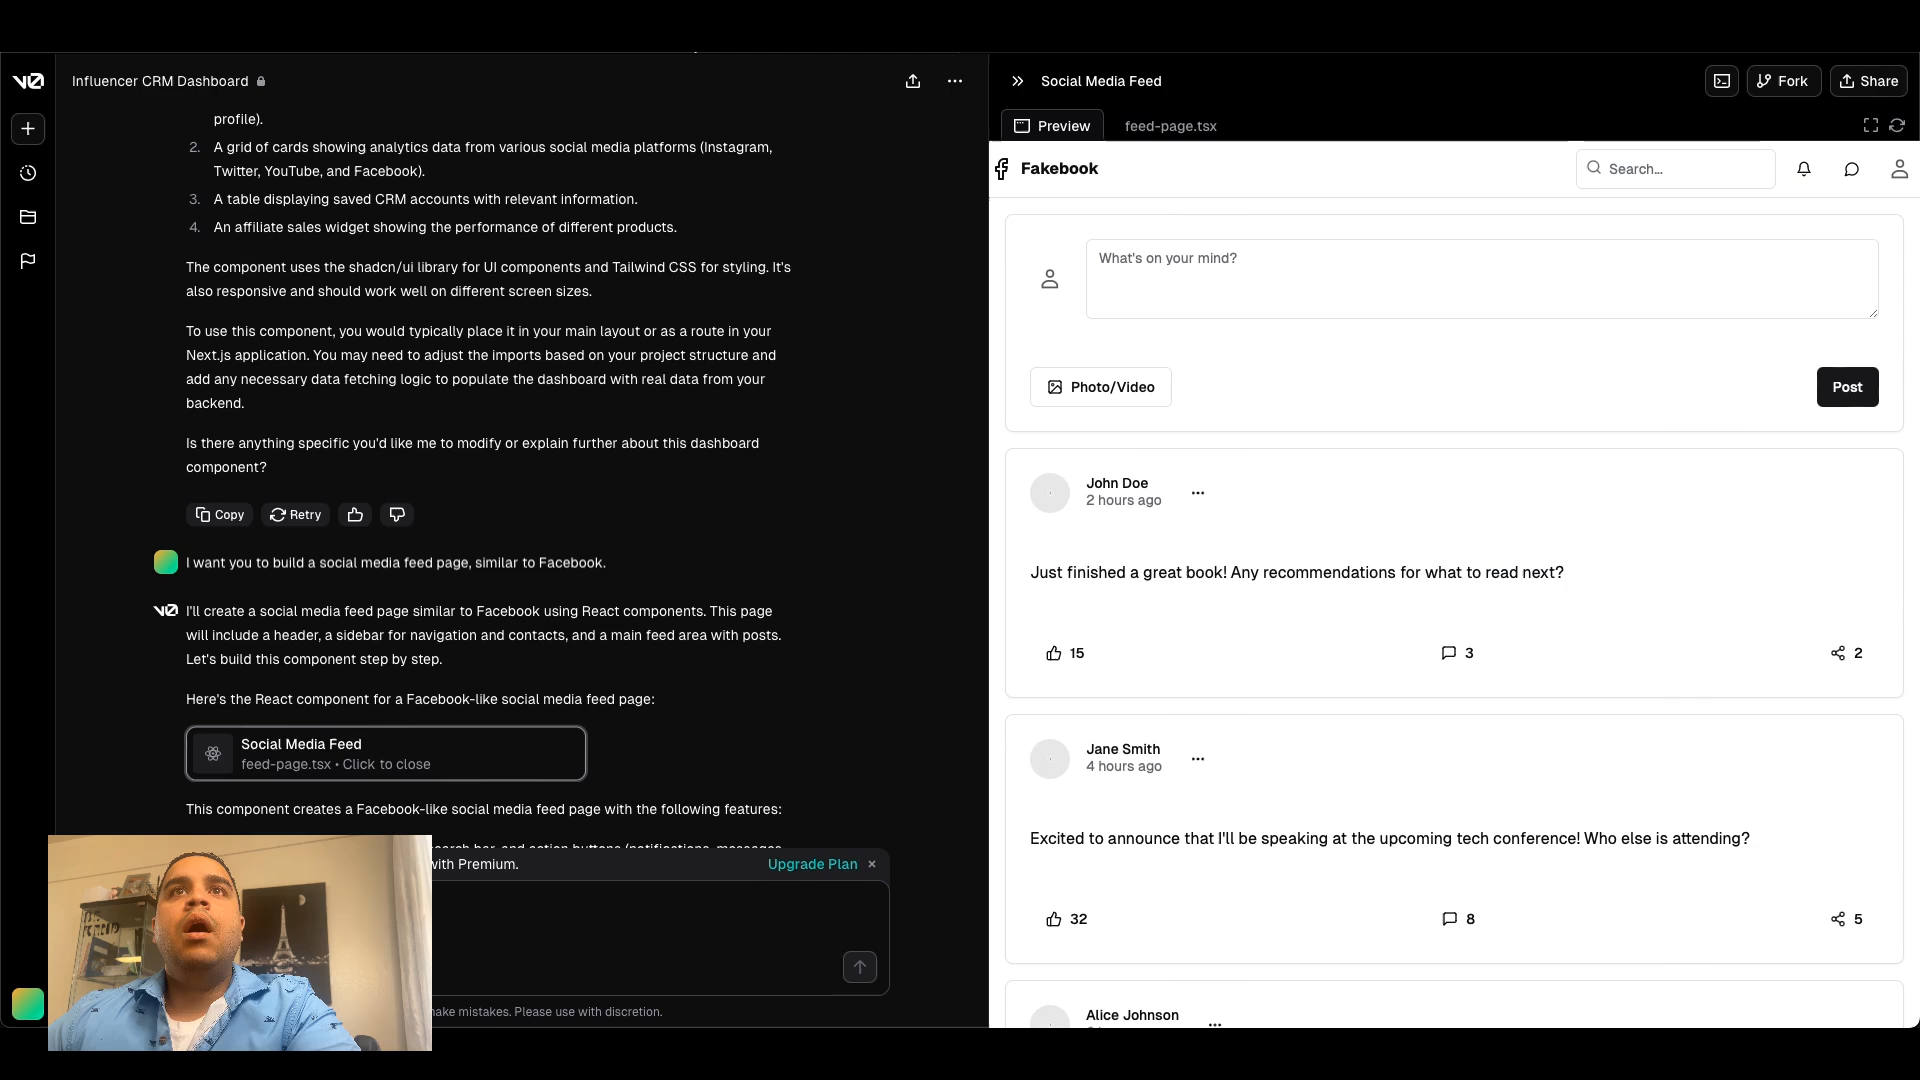 v0
Influencer CRM Dashboard
profile).
2. A grid of cards showing analytics data from various social media platforms (Instagram,
Twitter, YouTube, and Facebook).
3. A table displaying saved CRM accounts with relevant information.
4. An affiliate sales widget showing the performance of different products.
The component uses the shadcn/ui library for UI components and Tailwind CSS for styling. It's
also responsive and should work well on different screen sizes.
To use this component, you would typically place it in your main layout or as a route in your
Next.js application. You may need to adjust the imports based on your project structure and
add any necessary data fetching logic to populate the dashboard with real data from your
backend.
Is there anything specific you'd like me to modify or explain further about this dashboard
component?
Copy Retry
I want you to build a social media feed page, similar to Facebook.
v0 I'll create a social media feed page similar to Facebook using React components. This page
will include a header, a sidebar for navigation and contacts, and a main feed area with posts.
Let's build this component step by step.
Here's the React component for a Facebook-like social media feed page:
Social Media Feed
feed-page.tsx • Click to close
This component creates a Facebook-like social media feed page with the following features:
bar, and action buttons (notifications, messages,
with Premium. Upgrade Plan ×
mistakes. Please use with discretion.
Social Media Feed
Fork Share
Preview feed-page.tsx
Fakebook
Search...
What's on your mind?
Photo/Video
Post
John Doe
2 hours ago
Just finished a great book! Any recommendations for what to read next?
15 3 2
Jane Smith
4 hours ago
Excited to announce that I'll be speaking at the upcoming tech conference! Who else is attending?
32 8 5
Alice Johnson